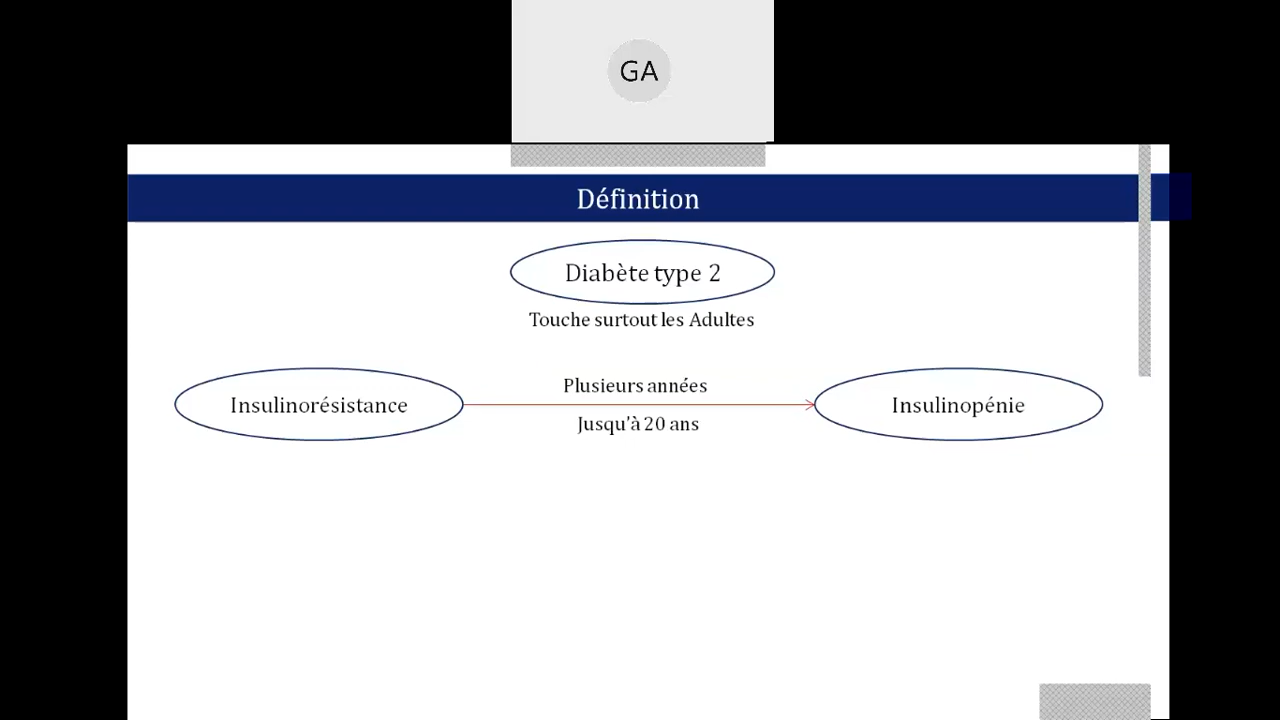 GA
Définition
Diabète type 2
Touche surtout les Adultes
Plusieurs années
Insulinorésistance
Insulinopénie
Jusqu'à 20 ans